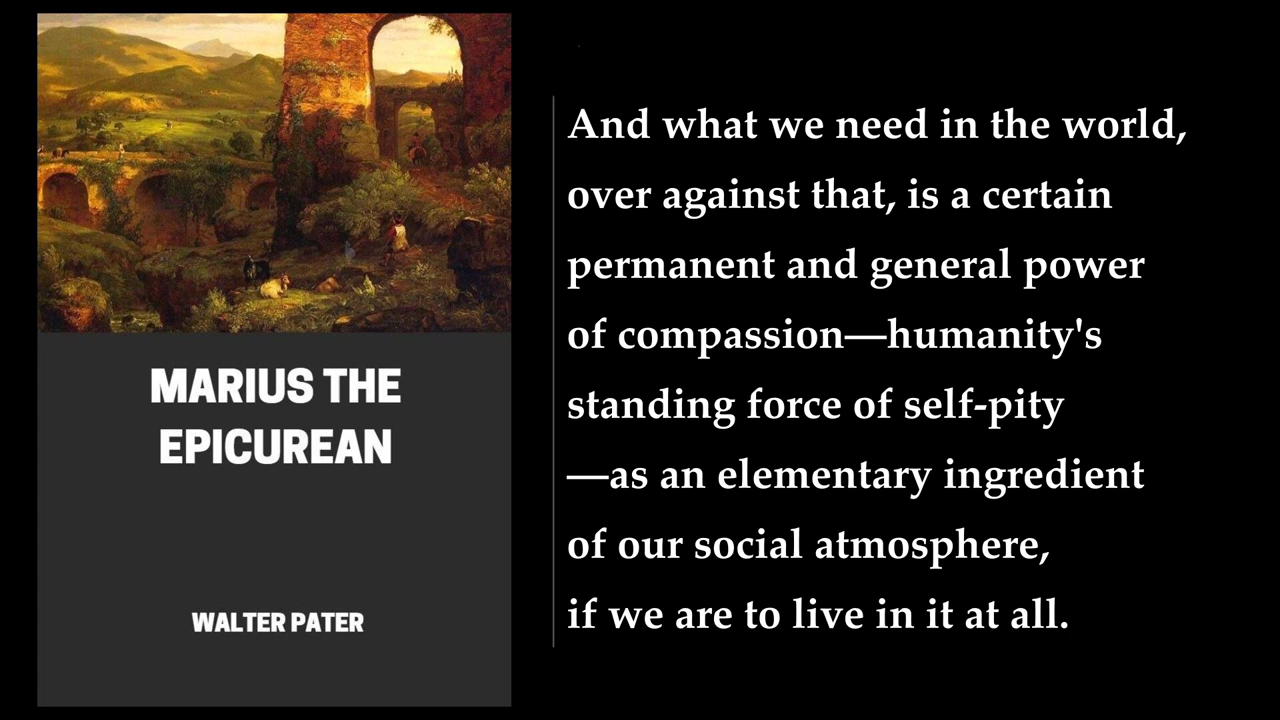 MARIUS THE
EPICUREAN
WALTER PATER
And what we need in the world,
over against that, is a certain
permanent and general power
of compassion—humanity's
standing force of self-pity
—as an elementary ingredient
of our social atmosphere,
if we are to live in it at all.